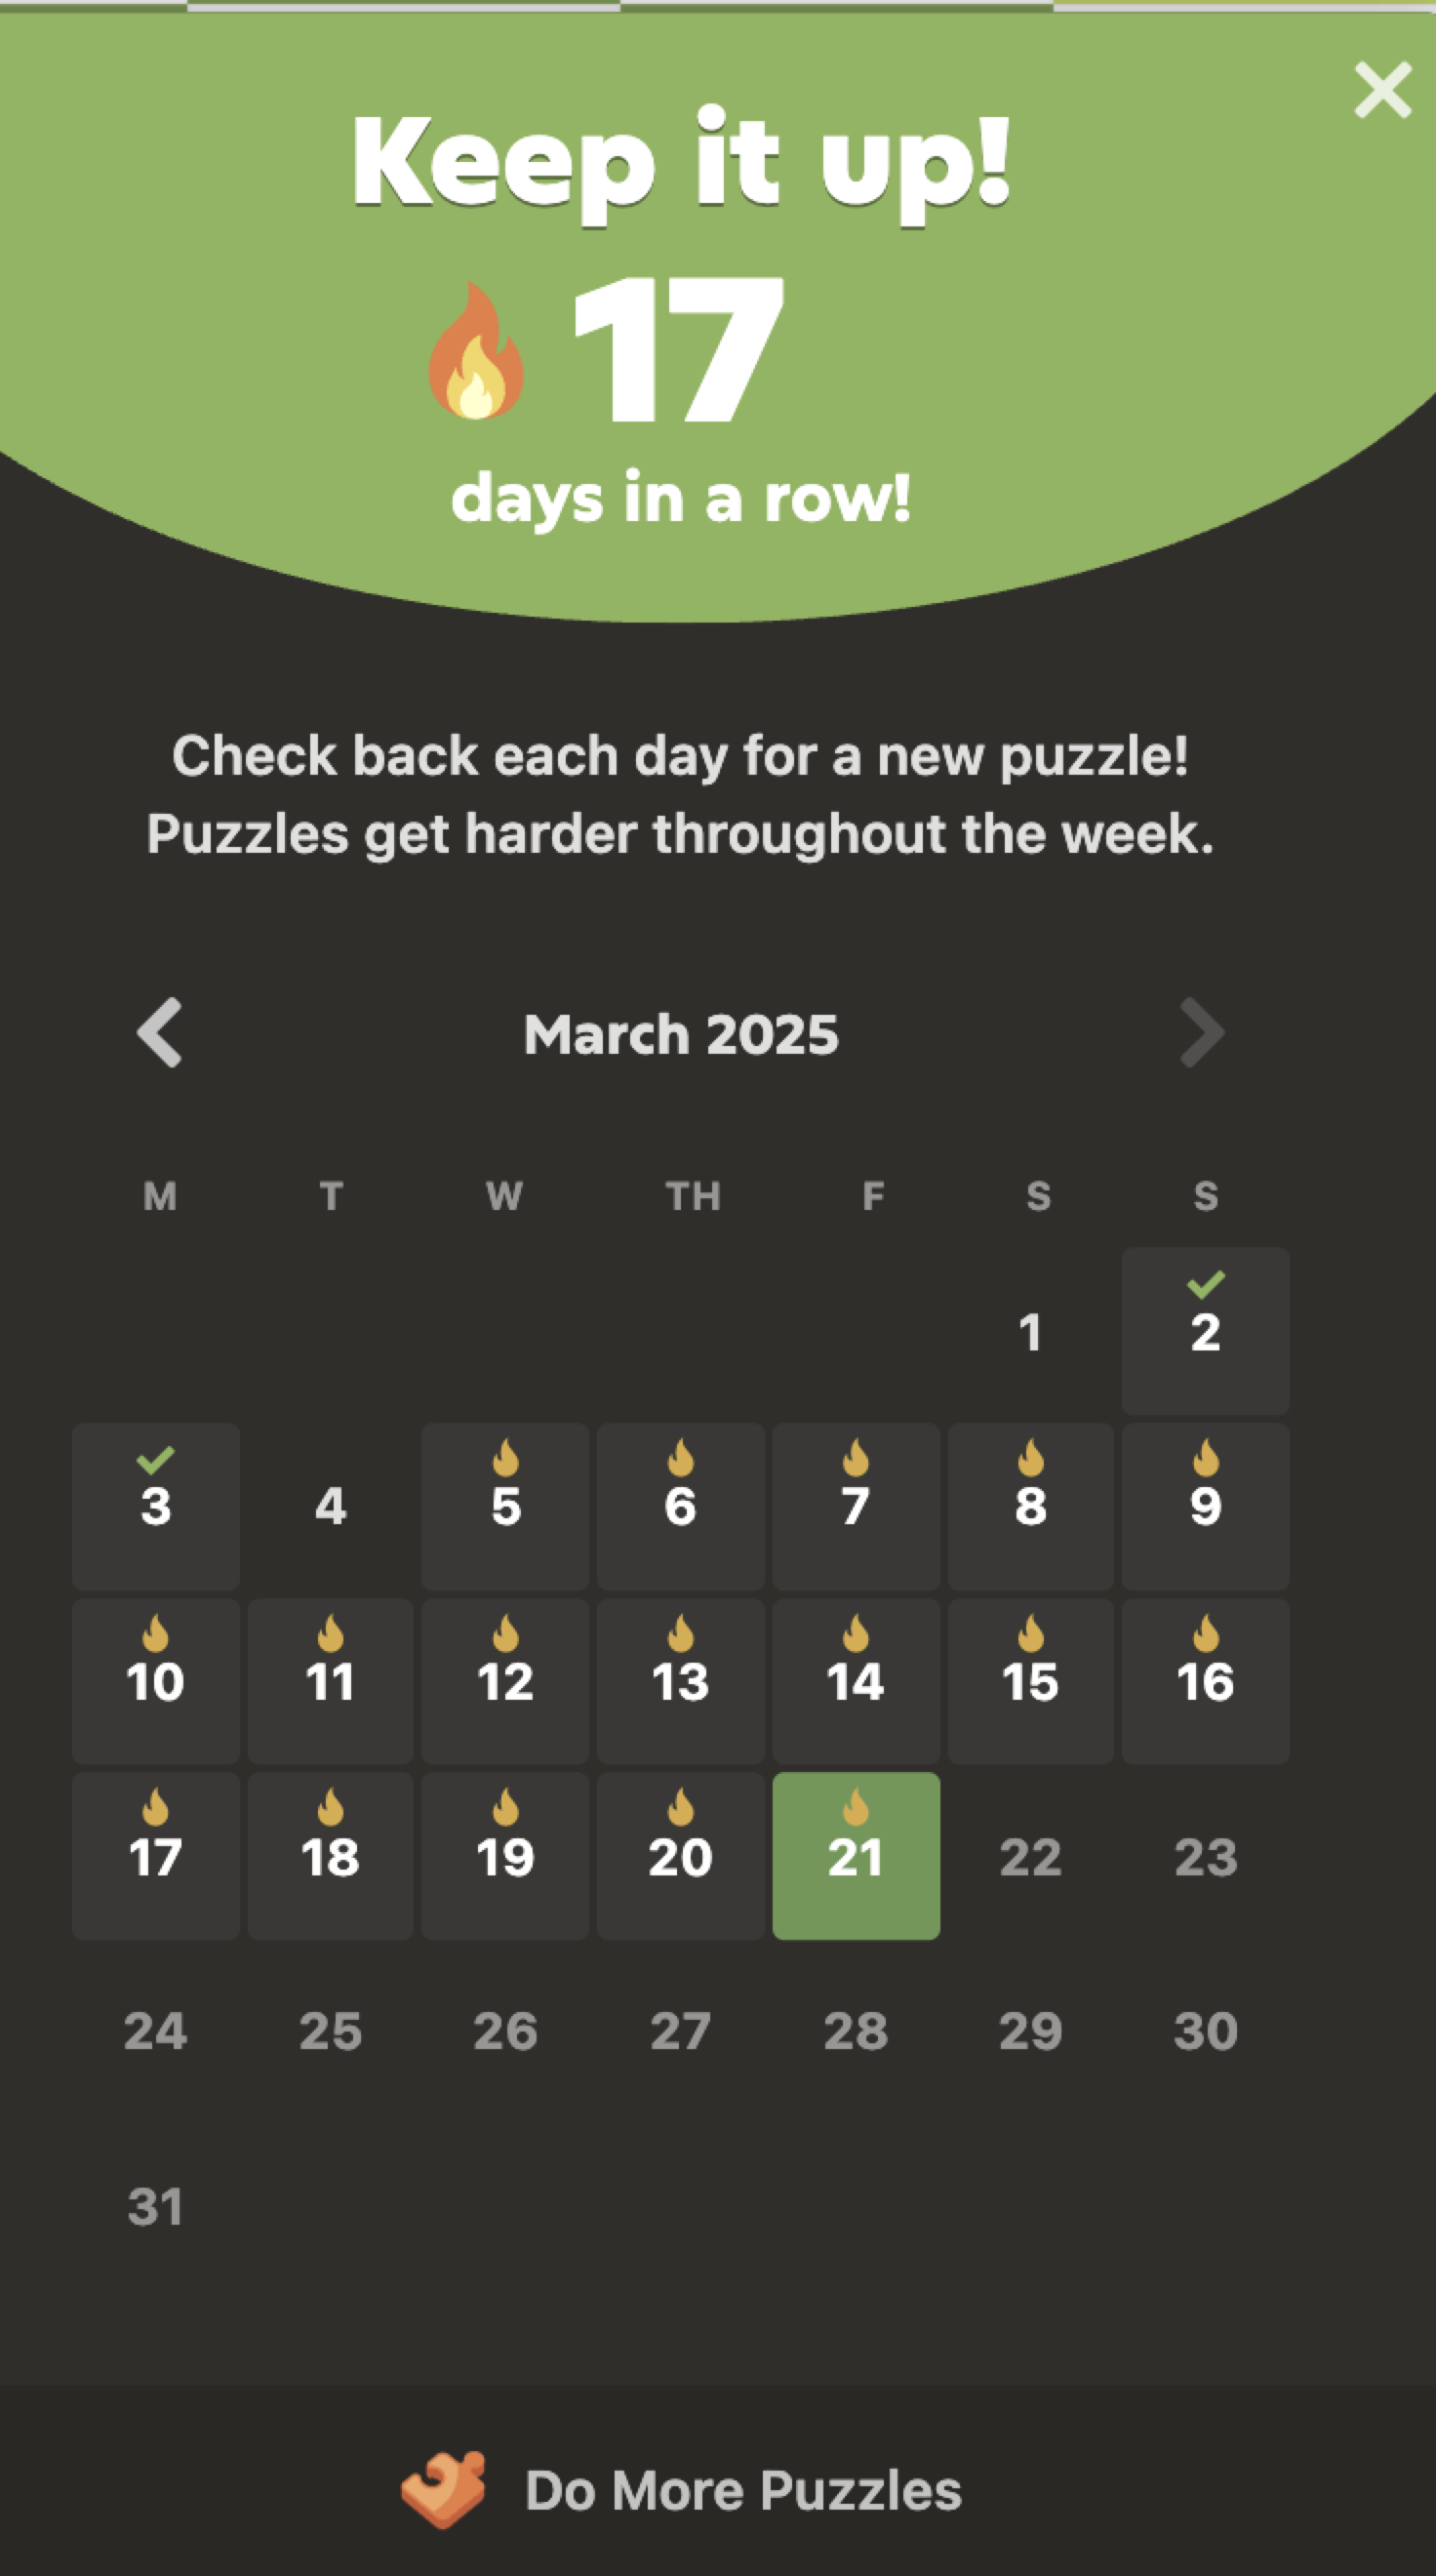 Keep it up!
17
days in a row!
Check back each day for a new puzzle!
Puzzles get harder throughout the week.
March 2025
M T W TH F S S
1 2
3 4 5 6 7 8 9
10 11 12 13 14 15 16
17 18 19 20 21 22 23
24 25 26 27 28 29 30
31
Do More Puzzles